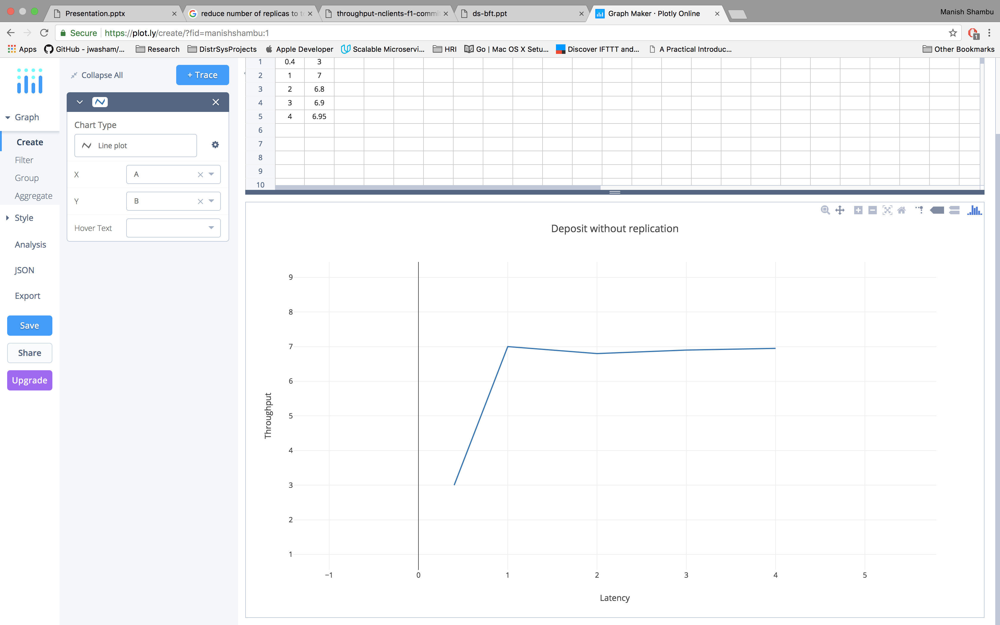 Presentation.pptx
reduce number of replicas to
throughput-nclients-f1-commi
ds-bft.ppt
Graph Maker · Plotly Online
Manish Shambu
Secure
https://plot.ly/create/?fid=manishshambu:1
1
Apps
GitHub - jwasham/...
Research
DistrSysProjects
Apple Developer
Scalable Microservi...
HRI
Go | Mac OS X Setu...
Discover IFTTT and...
A Practical Introduc...
Other Bookmarks
Graph
Create
Filter
Group
Aggregate
Style
Analysis
JSON
Export
Save
Share
Upgrade
Collapse All
+ Trace
Chart Type
Line plot
X A
Y B
Hover Text
1 0.4 3
2 1 7
3 2 6.8
4 3 6.9
5 4 6.95
6
7
8
9
10
Deposit without replication
9
8
7
6
5
4
3
2
1
Throughput
−1 0 1 2 3 4 5
Latency